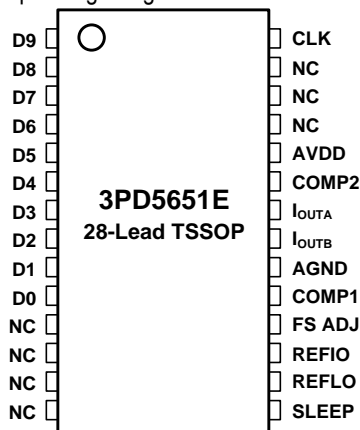 D9
D8
D7
D6
D5
D4
D3
D2
D1
D0
NC
NC
NC
NC
3PD5651E
28-Lead TSSOP
CLK
NC
NC
NC
AVDD
COMP2
IOUTA
IOUTB
AGND
COMP1
FS ADJ
REFIO
REFLO
SLEEP